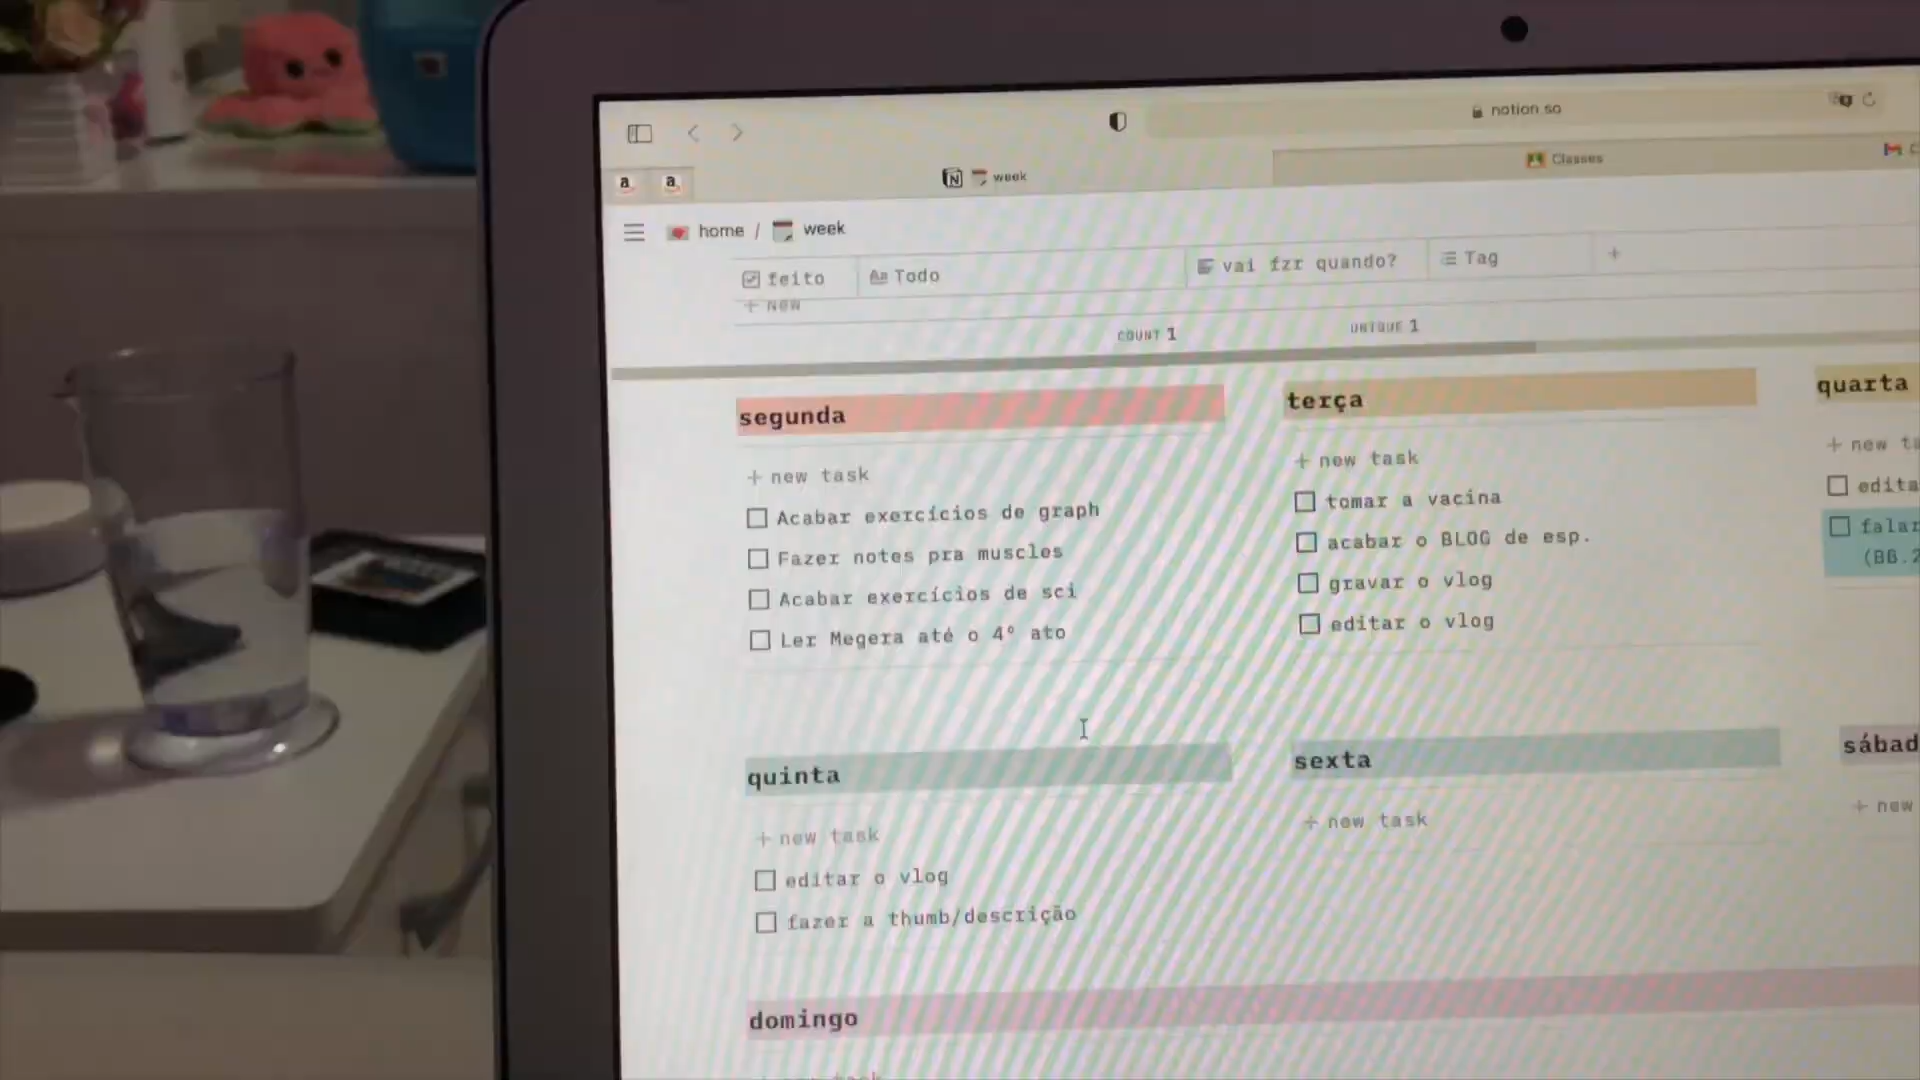 notion.so
a
a
week
Classes
home / week
feito
Todo
vai fzr quando?
Tag
+
+ New
COUNT 1
UNIQUE 1
segunda
+ new task
Acabar exercícios de graph
Fazer notes pra muscles
Acabar exercícios de sci
Ler Megera até o 4º ato
terça
+ new task
tomar a vacina
acabar o BLOG de esp.
gravar o vlog
editar o vlog
quarta
+ new
quinta
+ new task
editar o vlog
fazer a thumb/descrição
sexta
+ new task
+ new
domingo